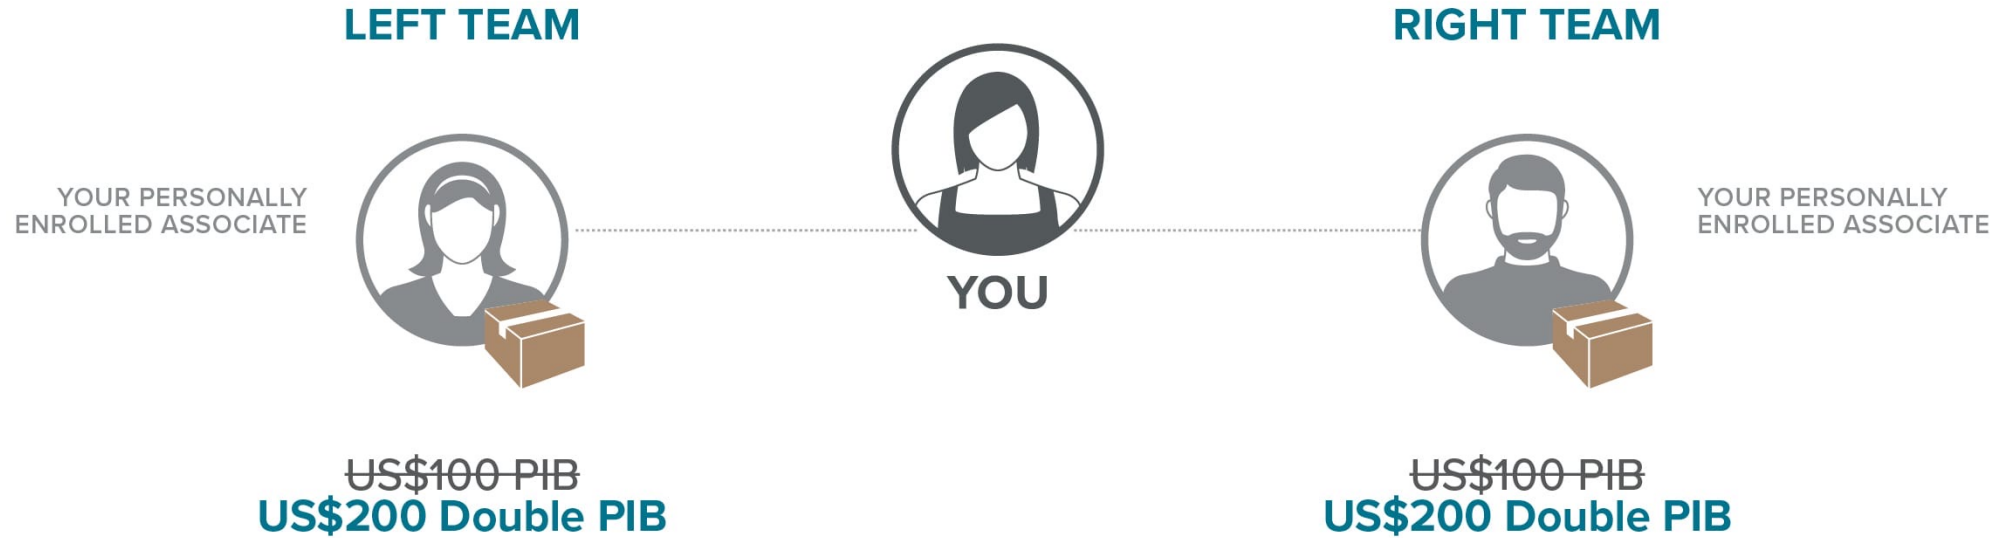 LEFT TEAM
RIGHT TEAM
YOUR PERSONALLY
ENROLLED ASSOCIATE
YOU
YOUR PERSONALLY
ENROLLED ASSOCIATE
US$100 PIB
US$200 Double PIB
US$100 PIB
US$200 Double PIB